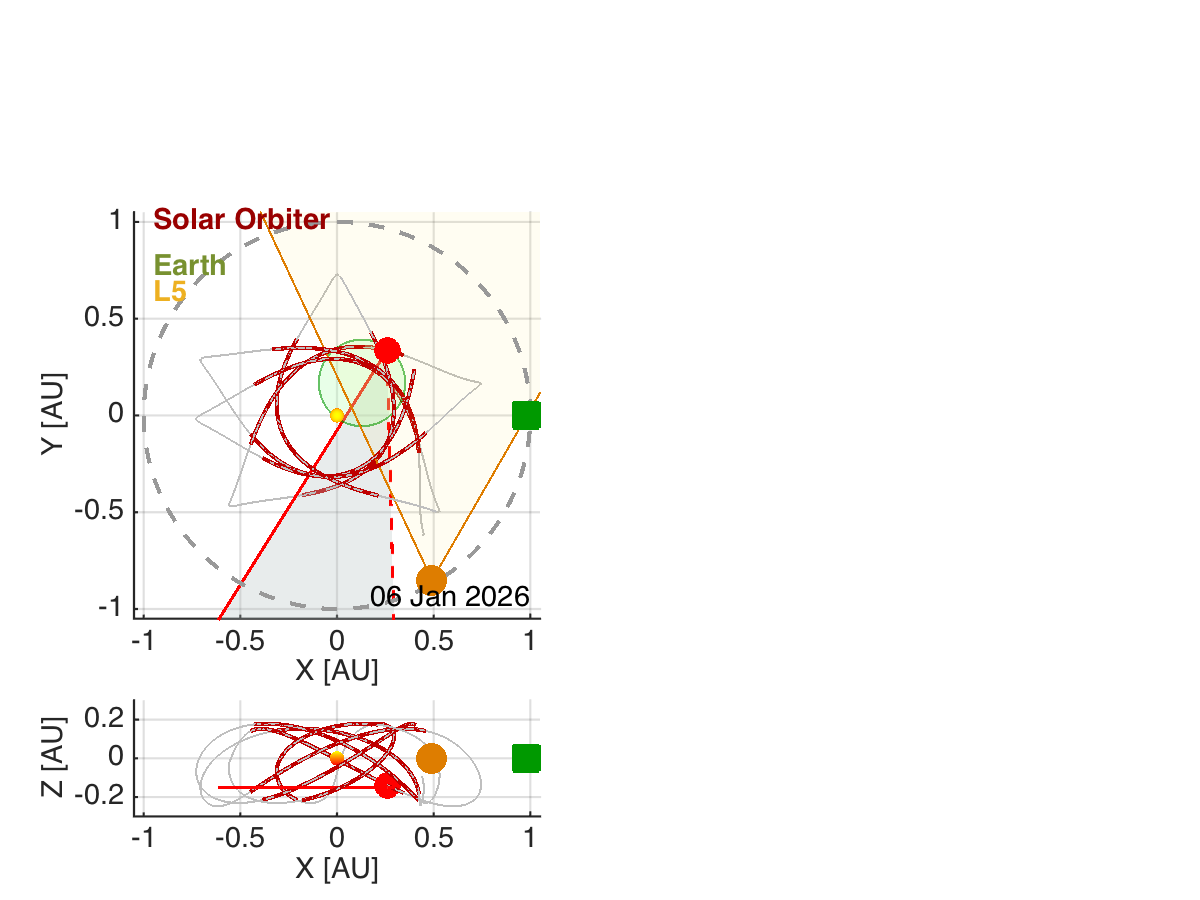 1
Solar Orbiter
Earth
L5
0.5
0
-0.5
-1
Y [AU]
06 Jan 2026
-1 -0.5 0 0.5 1
X [AU]
0.2
0
-0.2
Z [AU]
-1 -0.5 0 0.5 1
X [AU]